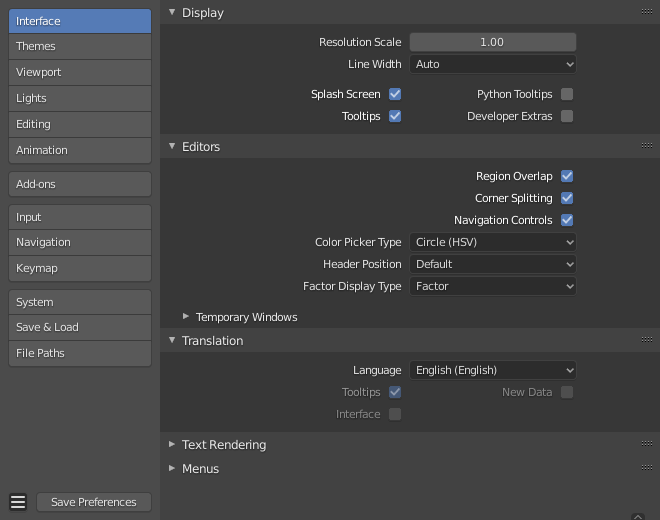 Interface
Themes
Viewport
Lights
Editing
Animation
Add-ons
Input
Navigation
Keymap
System
Save & Load
File Paths
Save Preferences
Display
Resolution Scale 1.00
Line Width Auto
Splash Screen Python Tooltips
Tooltips Developer Extras
Editors
Region Overlap
Corner Splitting
Navigation Controls
Color Picker Type Circle (HSV)
Header Position Default
Factor Display Type Factor
Temporary Windows
Translation
Language English (English)
Tooltips New Data
Interface
Text Rendering
Menus